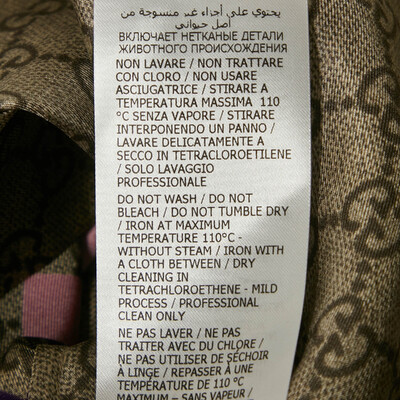 يحتوي على أجزاء غير منسوجة من
أصل حيواني
ВКЛЮЧАЕТ НЕТКАНЫЕ ДЕТАЛИ
ЖИВОТНОГО ПРОИСХОЖДЕНИЯ
NON LAVARE / NON TRATTARE
CON CLORO / NON USARE
ASCIUGATRICE / STIRARE A
TEMPERATURA MASSIMA 110
°C SENZA VAPORE / STIRARE
INTERPONENDO UN PANNO /
LAVARE DELICATAMENTE A
SECCO IN TETRACLOROETILENE
/ SOLO LAVAGGIO
PROFESSIONALE
DO NOT WASH / DO NOT
BLEACH / DO NOT TUMBLE DRY
/ IRON AT MAXIMUM
TEMPERATURE 110°C -
WITHOUT STEAM / IRON WITH
A CLOTH BETWEEN / DRY
CLEANING IN
TETRACHLOROETHENE - MILD
PROCESS / PROFESSIONAL
CLEAN ONLY
NE PAS LAVER / NE PAS
TRAITER AVEC DU CHLORE /
NE PAS UTILISER DE SÉCHOIR
À LINGE / REPASSER À UNE
TEMPÉRATURE DE 110 °C
MAXIMUM – SANS VAPEUR /